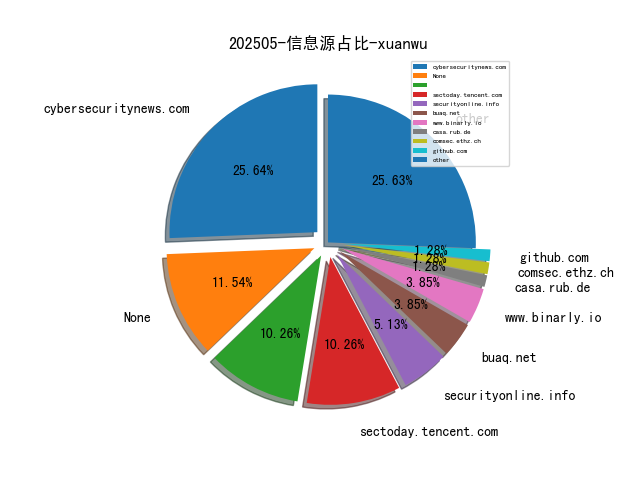 202505-信息源占比-xuanwu
cybersecuritynews.com
None
sectoday.tencent.com
securityonline.info
buaq.net
www.binarly.io
casa.rub.de
comsec.ethz.ch
github.com
other
other
cybersecuritynews.com
25.64%
25.63%
1.28%
1.28%
1.28%
github.com
comsec.ethz.ch
casa.rub.de
11.54%
3.85%
None
www.binarly.io
3.85%
10.26%
5.13%
10.26%
buaq.net
securityonline.info
sectoday.tencent.com